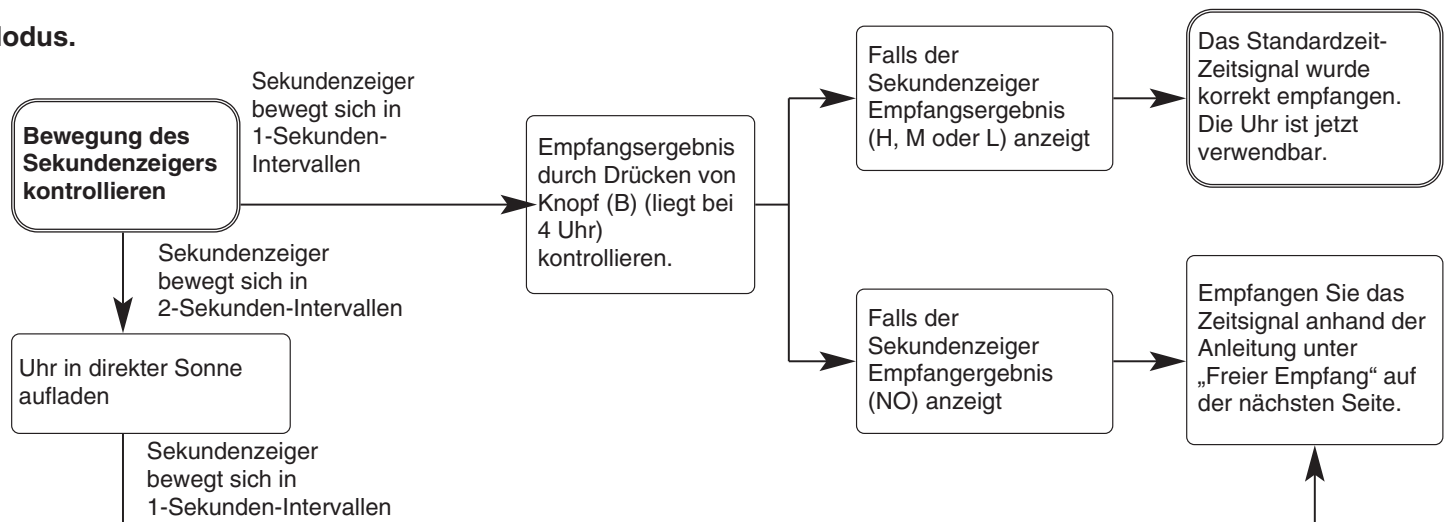 Modus.
Sekundenzeiger
bewegt sich in
1-Sekunden-
Intervallen
Bewegung des
Sekundenzeigers
kontrollieren
Sekundenzeiger
bewegt sich in
2-Sekunden-Intervallen
Uhr in direkter Sonne
aufladen
Sekundenzeiger
bewegt sich in
1-Sekunden-Intervallen
Empfangsergebnis
durch Drücken von
Knopf (B) (liegt bei
4 Uhr)
kontrollieren.
Falls der
Sekundenzeiger
Empfangsergebnis
(H, M oder L) anzeigt
Das Standardzeit-
Zeitsignal wurde
korrekt empfangen.
Die Uhr ist jetzt
verwendbar.
Falls der
Sekundenzeiger
Empfangergebnis
(NO) anzeigt
Empfangen Sie das
Zeitsignal anhand der
Anleitung unter
„Freier Empfang“ auf
der nächsten Seite.